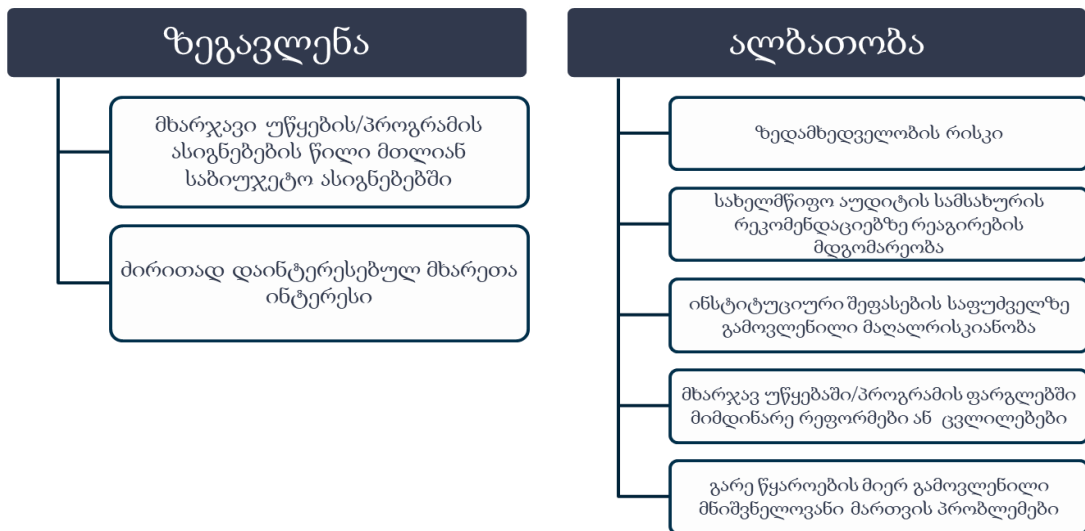 ზეგავლენა
მხარჯავი უწყების/პროგრამის
ასიგნებების წილი მთლიან
საბიუჯეტო ასიგნებებში
ძირითად დაინტერესებულ მხარეთა
ინტერესი
ალბათობა
ზედამხედველობის რისკი
სახელმწიფო აუდიტის სამსახურის
რეკომენდაციებზე რეაგირების
მდგომარეობა
ინსტიტუციური შეფასების საფუძველზე
გამოვლენილი მაღალრისკიანობა
მხარჯავ უწყებაში/პროგრამის ფარგლებში
მიმდინარე რეფორმები ან ცვლილებები
გარე წყაროების მიერ გამოვლენილი
მნიშვნელოვანი მართვის პრობლემები